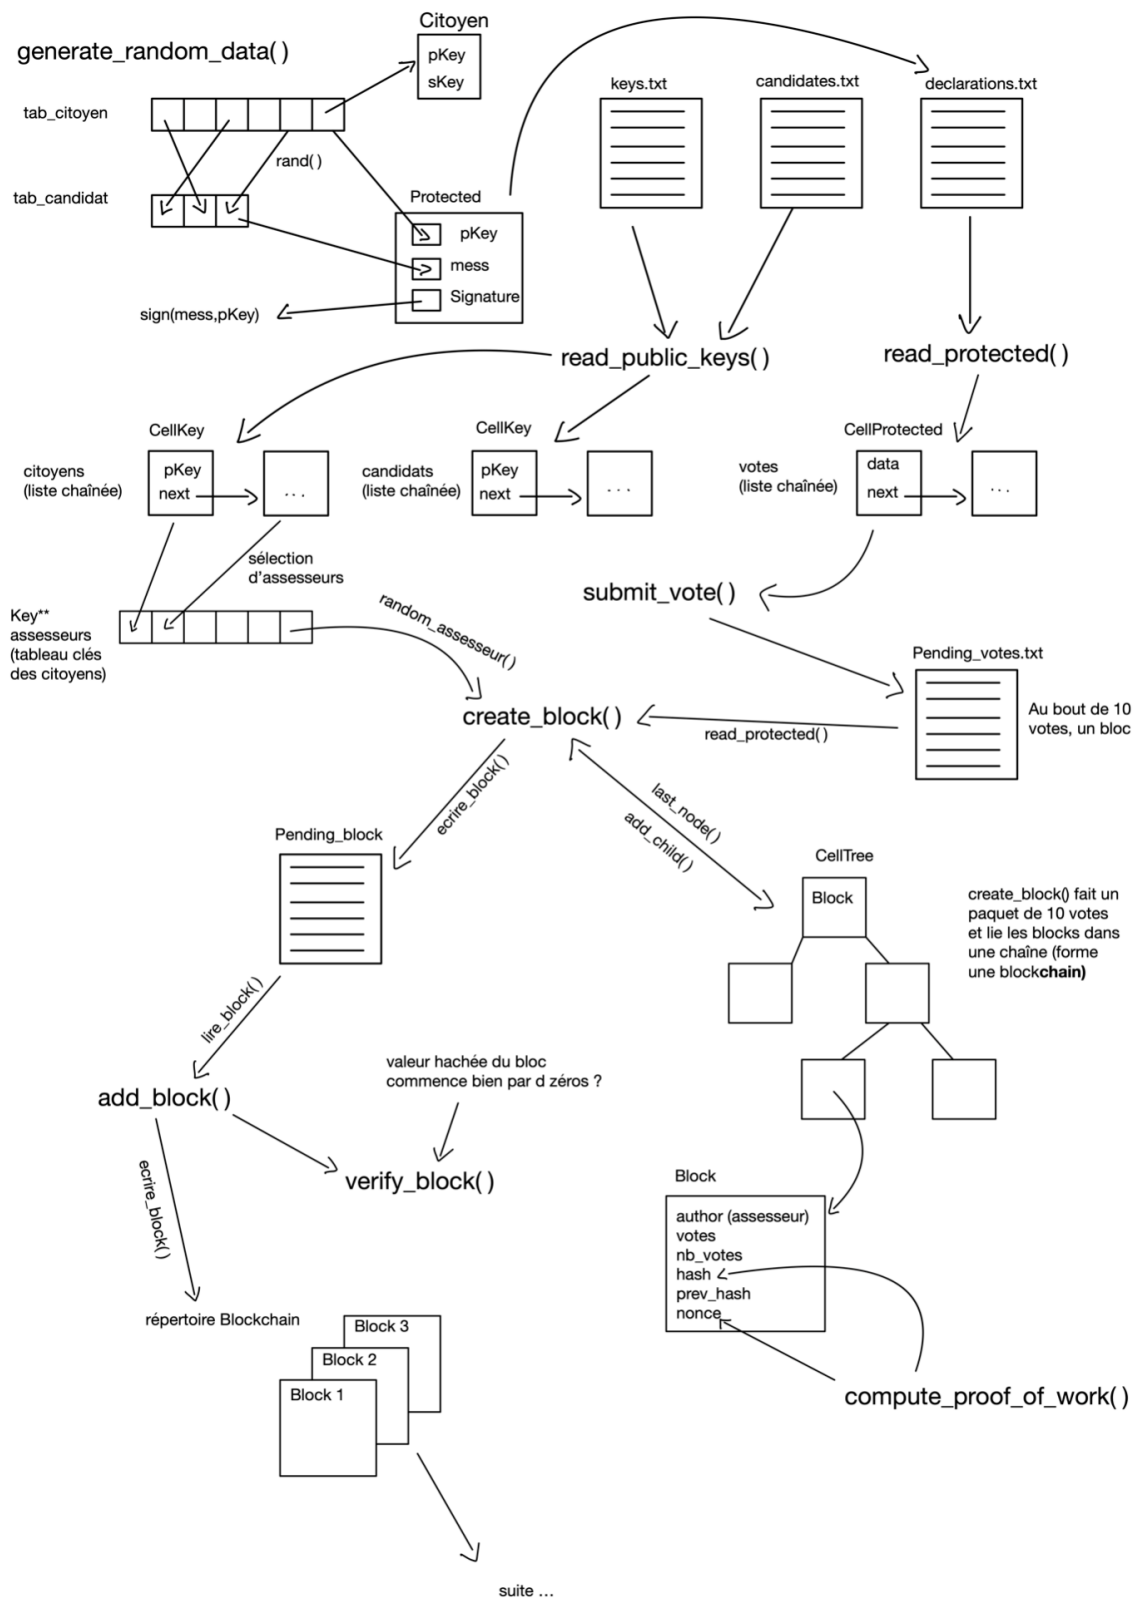 generate_random_data()
Citoyen
pKey
sKey
tab_citoyen
rand()
tab_candidat
Protected
pKey
mess
Signature
sign(mess,pKey)
keys.txt
candidates.txt
declarations.txt
read_public_keys()
read_protected()
CellKey
citoyens
(liste chaînée)
pKey
next
...
CellKey
candidats
(liste chaînée)
pKey
next
...
CellProtected
votes
(liste chaînée)
data
next
...
sélection
d'assesseurs
Key**
assesseurs
(tableau clés
des citoyens)
random_assesseur()
submit_vote()
Pending_votes.txt
Au bout de 10
votes, un bloc
create_block()
read_protected()
ecrire_block()
last_node()
add_child()
Pending_block
CellTree
Block
create_block() fait un
paquet de 10 votes
et lie les blocks dans
une chaîne (forme
une blockchain)
lire_block()
valeur hachée du bloc
commence bien par d zéros ?
add_block()
verify_block()
ecrire_block()
Block
author (assesseur)
votes
nb_votes
hash
prev_hash
nonce
compute_proof_of_work()
répertoire Blockchain
Block 3
Block 2
Block 1
suite ...